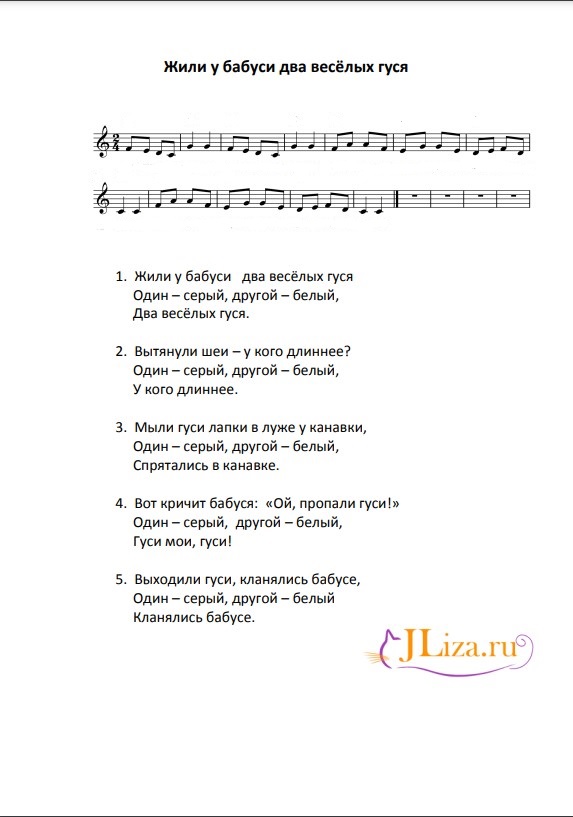 Жили у бабуси два весёлых гуся
2
4
1. Жили у бабуси два весёлых гуся
Один – серый, другой – белый,
Два весёлых гуся.
2. Вытянули шеи – у кого длиннее?
Один – серый, другой – белый,
У кого длиннее.
3. Мыли гуси лапки в луже у канавки,
Один – серый, другой – белый,
Спрятались в канавке.
4. Вот кричит бабуся: «Ой, пропали гуси!»
Один – серый, другой – белый,
Гуси мои, гуси!
5. Выходили гуси, кланялись бабусе,
Один – серый, другой – белый
Кланялись бабусе.
JLiza.ru